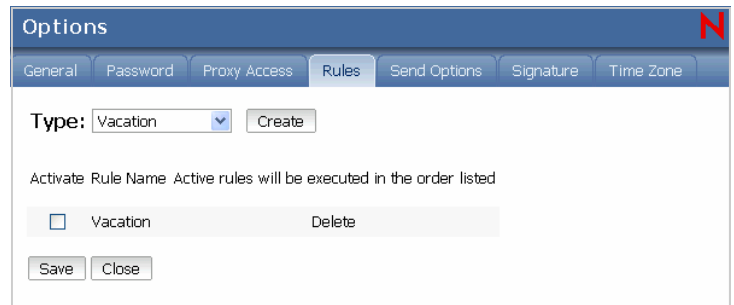 Options N
General Password Proxy Access Rules Send Options Signature Time Zone
Type: Vacation Create
Activate Rule Name Active rules will be executed in the order listed
Vacation Delete
Save Close